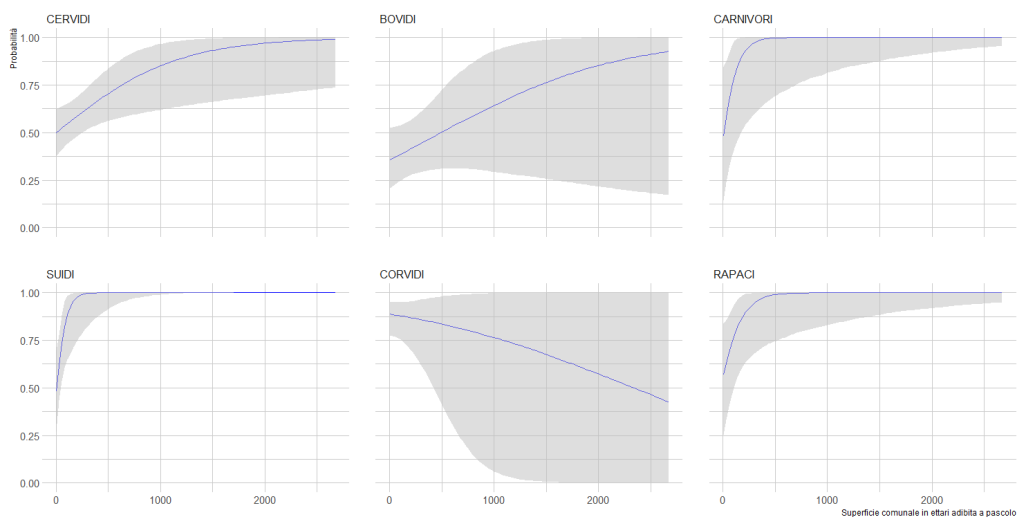 CERVIDI BOVIDI CARNIVORI
Probabilità
1.00
0.75
0.50
0.25
0.00
SUIDI CORVIDI RAPACI
1.00
0.75
0.50
0.25
0.00
0 1000 2000 0 1000 2000 0 1000 2000
Superficie comunale in ettari adibita a pascolo